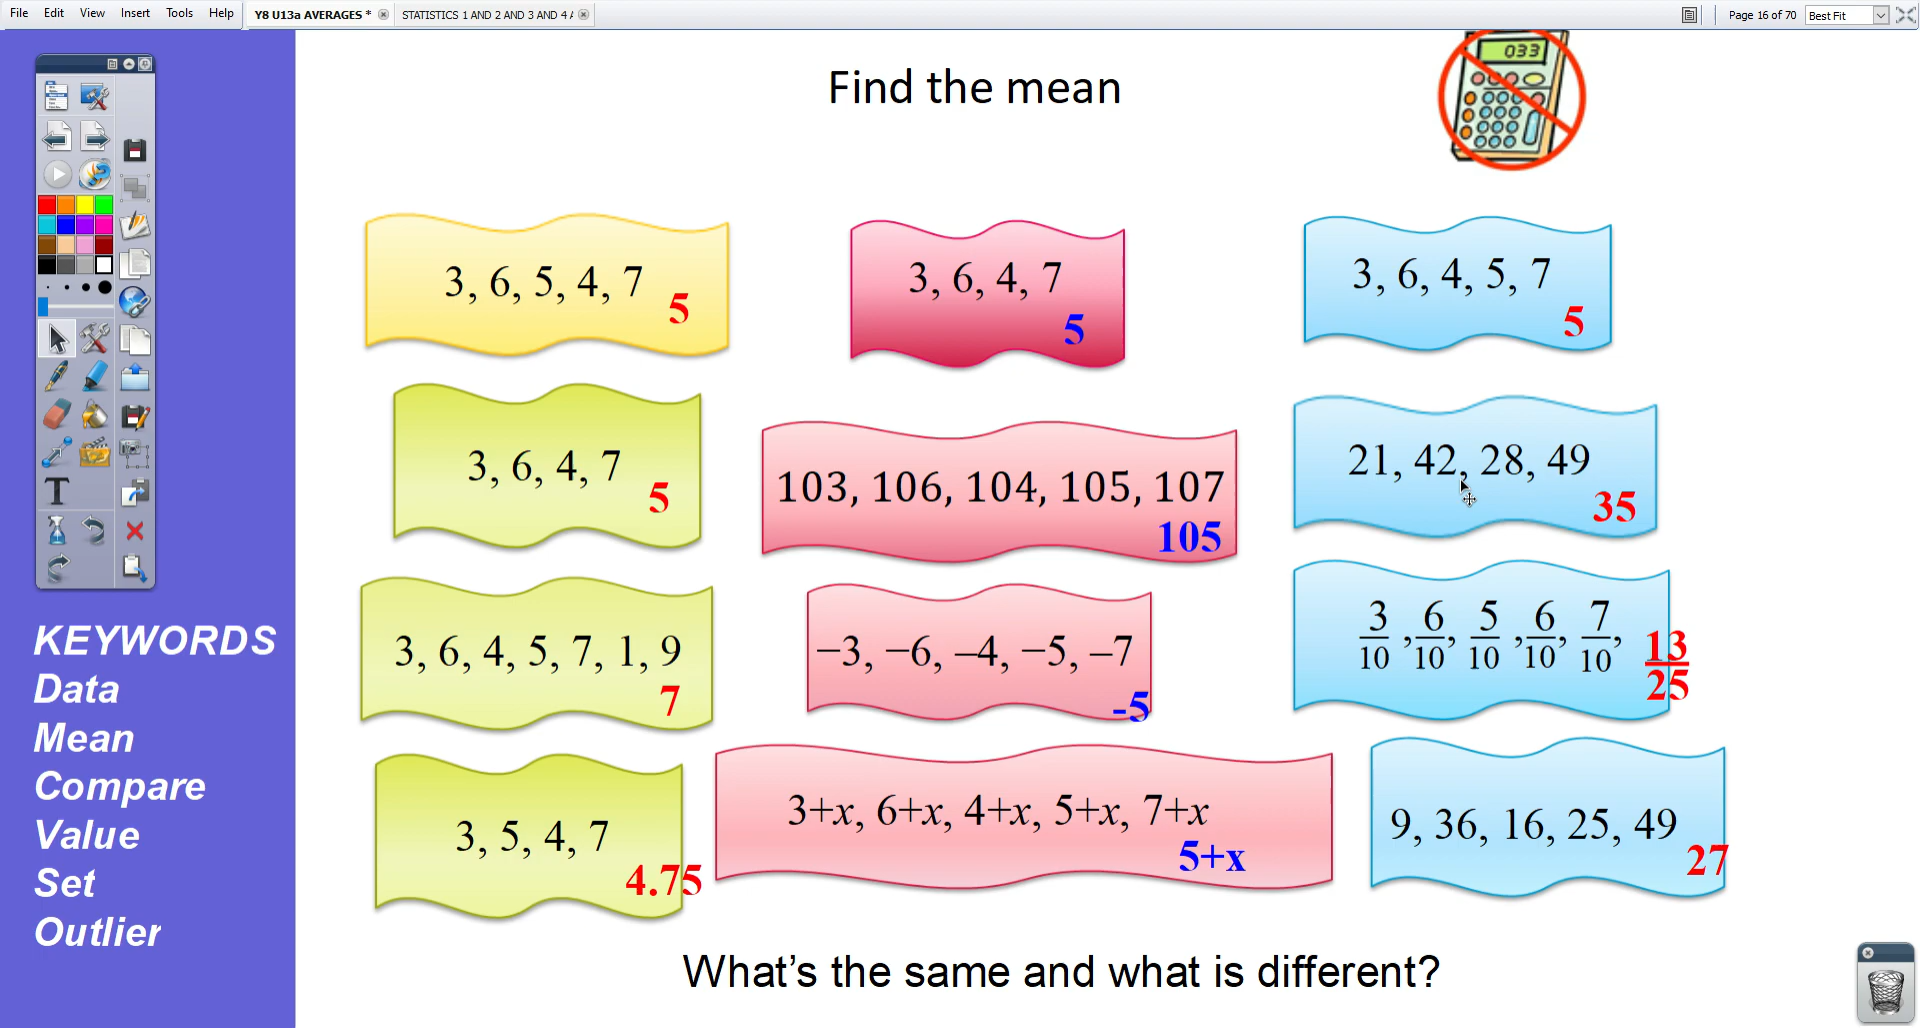 File Edit View Insert Tools Help
Y8 U13a AVERAGES *
STATISTICS 1 AND 2 AND 3 AND 4 /
Page 16 of 70
Best Fit
Find the mean
033
3, 6, 5, 4, 7
5
3, 6, 4, 7
5
3, 6, 4, 5, 7
5
3, 6, 4, 7
5
103, 106, 104, 105, 107
105
21, 42, 28, 49
35
3, 6, 4, 5, 7, 1, 9
7
−3, −6, −4, −5, −7
-5
3/10, 6/10, 5/10, 6/10, 7/10,
13/25
3, 5, 4, 7
4.75
3+x, 6+x, 4+x, 5+x, 7+x
5+x
9, 36, 16, 25, 49
27
T
KEYWORDS
Data
Mean
Compare
Value
Set
Outlier
What’s the same and what is different?